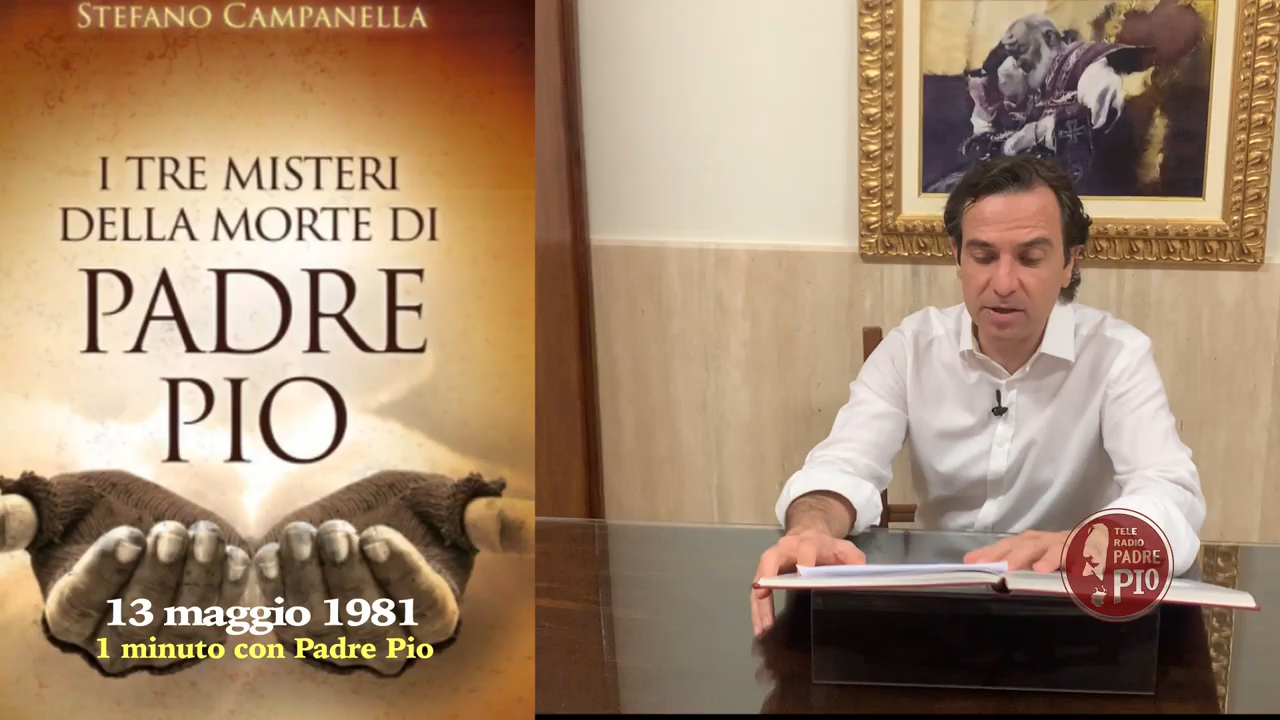 STEFANO CAMPANELLA
I TRE MISTERI
DELLA MORTE DI
PADRE
PIO
13 maggio 1981
1 minuto con Padre Pio
TELE
RADIO
PADRE
PIO